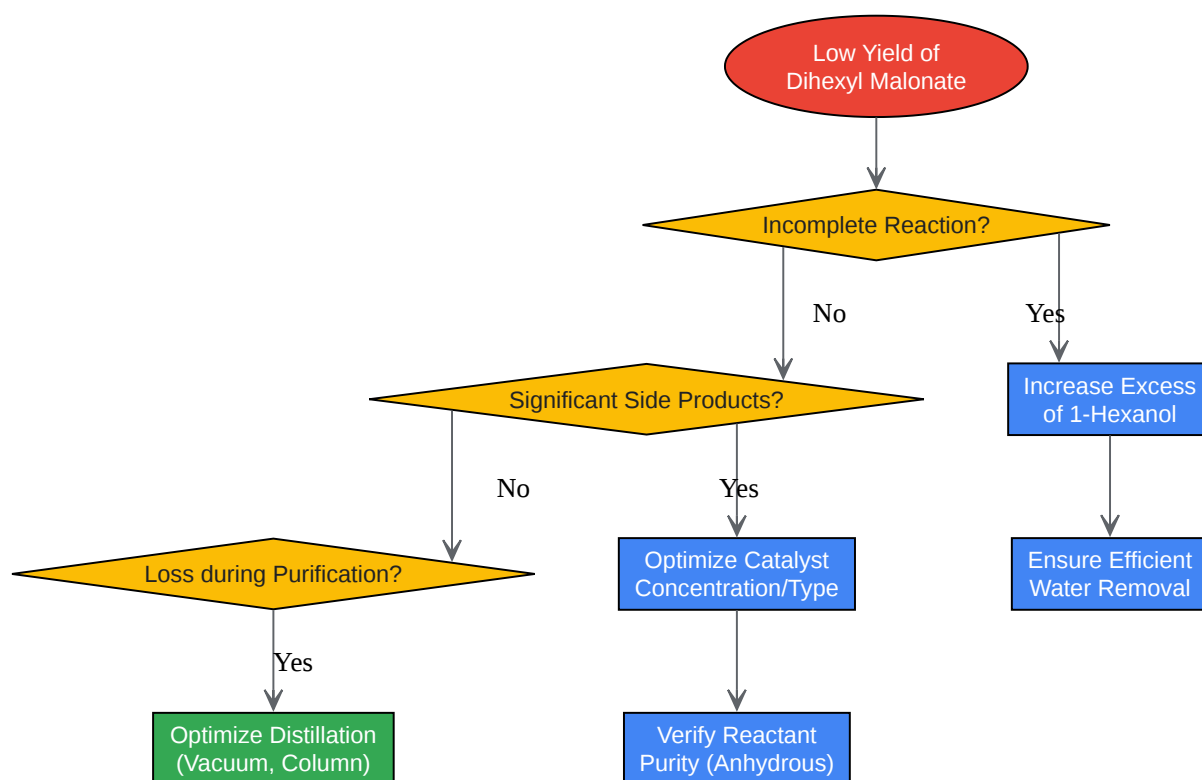 Low Yield of
Dihexyl Malonate
Incomplete Reaction?
No
Yes
Increase Excess
of 1-Hexanol
Significant Side Products?
No
Yes
Ensure Efficient
Water Removal
Optimize Catalyst
Concentration/Type
Loss during Purification?
Yes
Optimize Distillation
(Vacuum, Column)
Verify Reactant
Purity (Anhydrous)